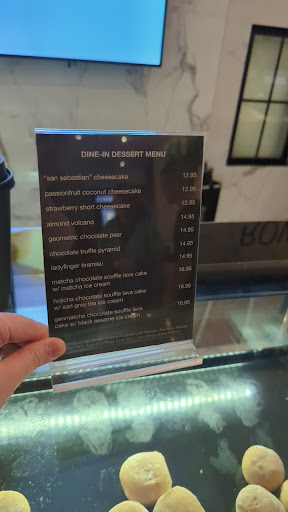 DINE-IN DESSERT MENU
"san sebastian" cheesecake 12.95
passionfruit coconut cheesecake 12.95
strawberry short cheesecake 12.95
almond volcano 14.95
geometric chocolate pear 14.95
chocolate truffle pyramid 14.95
ladyfinger tiramisu 14.95
matcha chocolate souffle lava cake 16.95
w/ matcha ice cream
hojicha chocolate souffle lava 16.95
cake w/ earl grey tea ice cream
genmatcha chocolate souffle lava 16.95
cake w/ black sesame ice cream